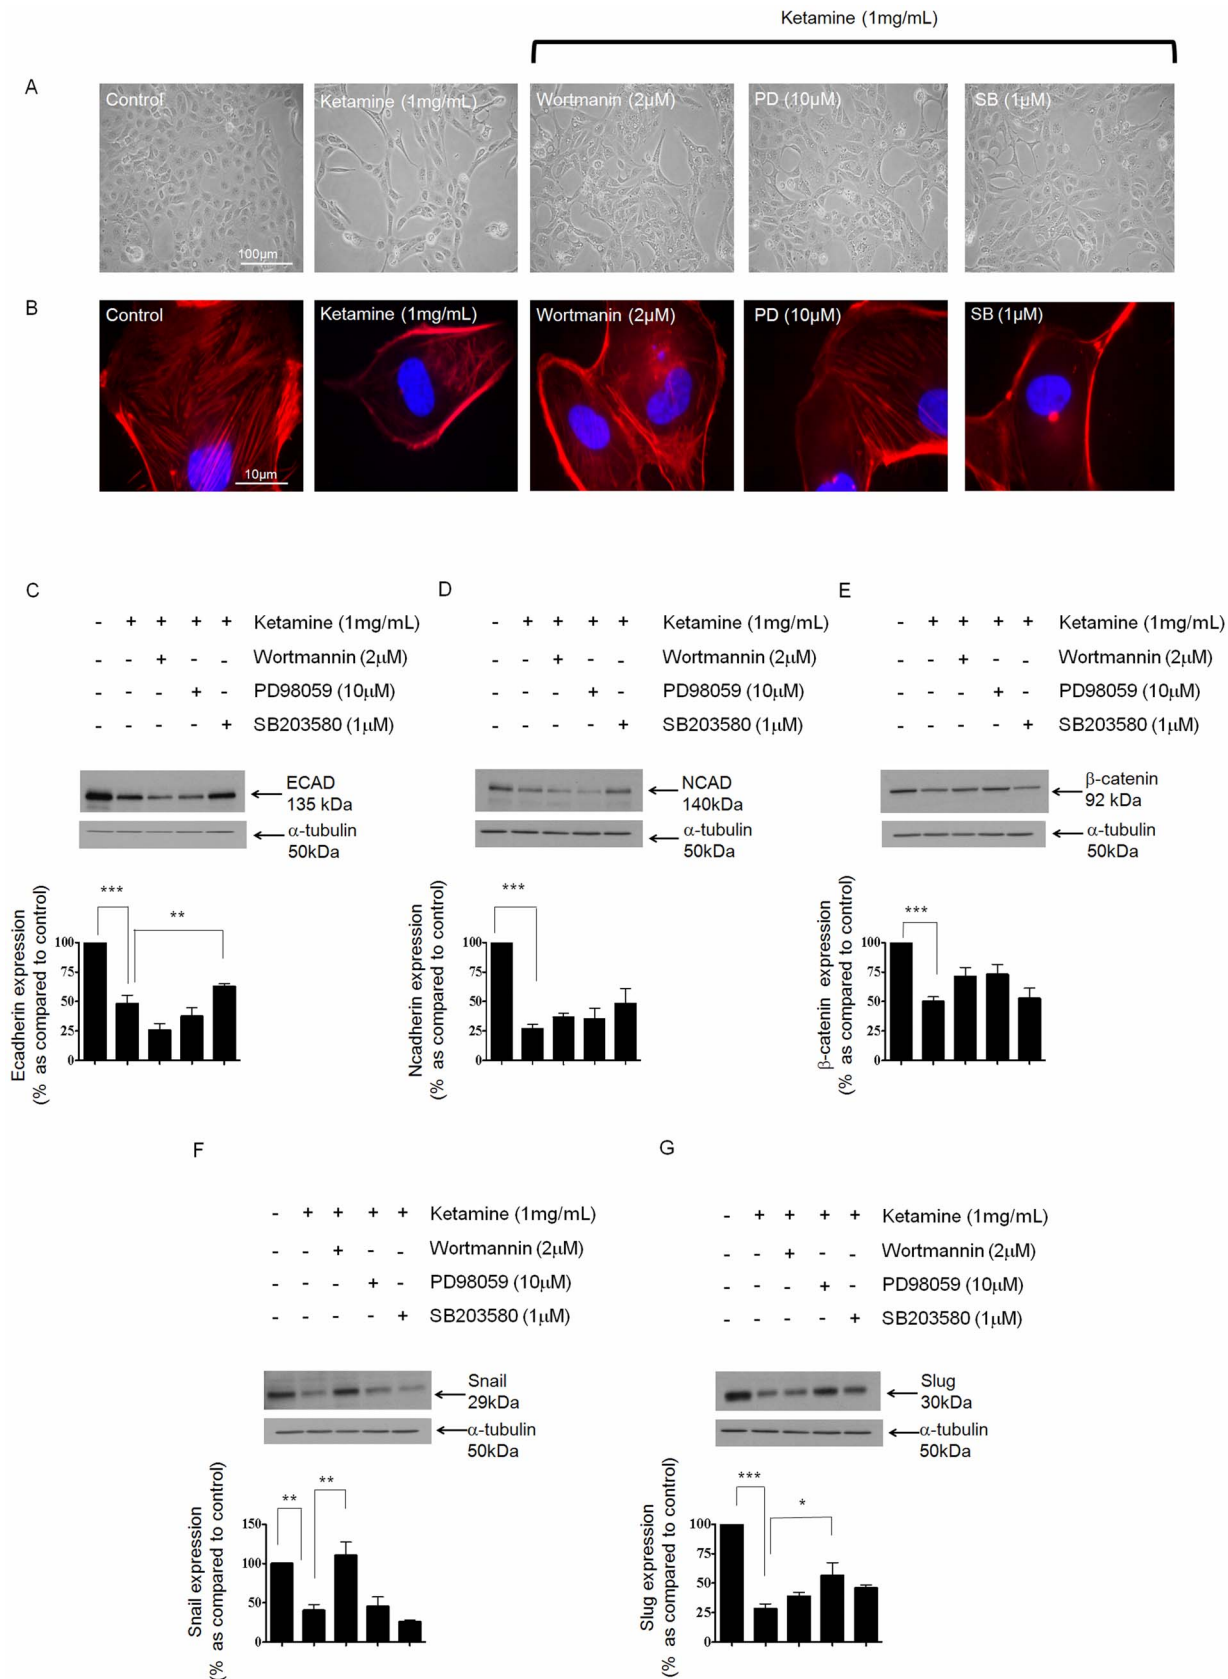 Ketamine (1mg/mL)
A
Control
Ketamine (1mg/mL)
Wortmanin (2µM)
PD (10µM)
SB (1µM)
100µm
B
Control
Ketamine (1mg/mL)
Wortmanin (2µM)
PD (10µM)
SB (1µM)
10µm
C
- + + + + Ketamine (1mg/mL)
- - + - - Wortmannin (2µM)
- - - + - PD98059 (10µM)
- - - - + SB203580 (1µM)
ECAD
135 kDa
α-tubulin
50kDa
Ecadherin expression
(% as compared to control)
***
**
100
75
50
25
0
D
- + + + + Ketamine (1mg/mL)
- - + - - Wortmannin (2µM)
- - - + - PD98059 (10µM)
- - - - + SB203580 (1µM)
NCAD
140kDa
α-tubulin
50kDa
Ncadherin expression
(% as compared to control)
***
100
75
50
25
0
E
- + + + + Ketamine (1mg/mL)
- - + - - Wortmannin (2µM)
- - - + - PD98059 (10µM)
- - - - + SB203580 (1µM)
β-catenin
92 kDa
α-tubulin
50kDa
β-catenin expression
(% as compared to control)
***
100
75
50
25
0
F
- + + + + Ketamine (1mg/mL)
- - + - - Wortmannin (2µM)
- - - + - PD98059 (10µM)
- - - - + SB203580 (1µM)
Snail
29kDa
α-tubulin
50kDa
Snail expression
(% as compared to control)
**
**
150
100
50
0
G
- + + + + Ketamine (1mg/mL)
- - + - - Wortmannin (2µM)
- - - + - PD98059 (10µM)
- - - - + SB203580 (1µM)
Slug
30kDa
α-tubulin
50kDa
Slug expression
(% as compared to control)
***
*
100
75
50
25
0